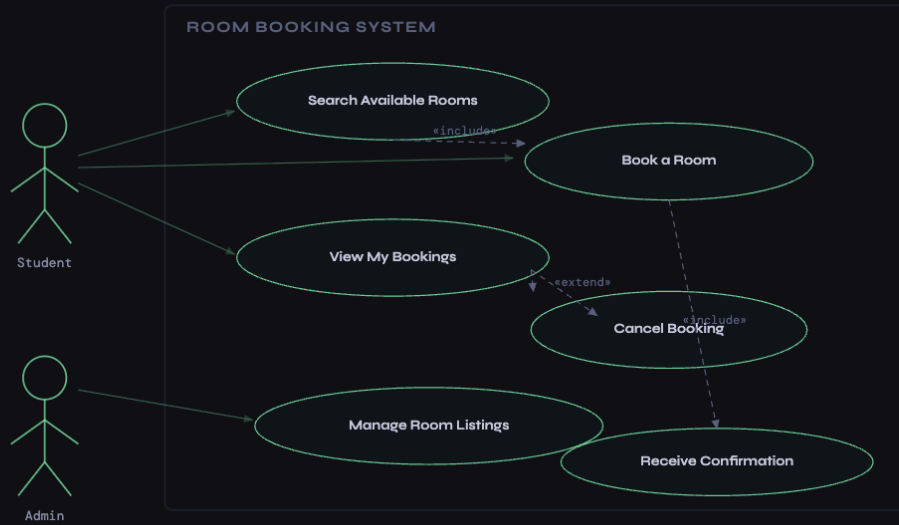 ROOM BOOKING SYSTEM
Search Available Rooms
«include»
Book a Room
Student
View My Bookings
«extend»
«include»
Cancel Booking
Manage Room Listings
Receive Confirmation
Admin